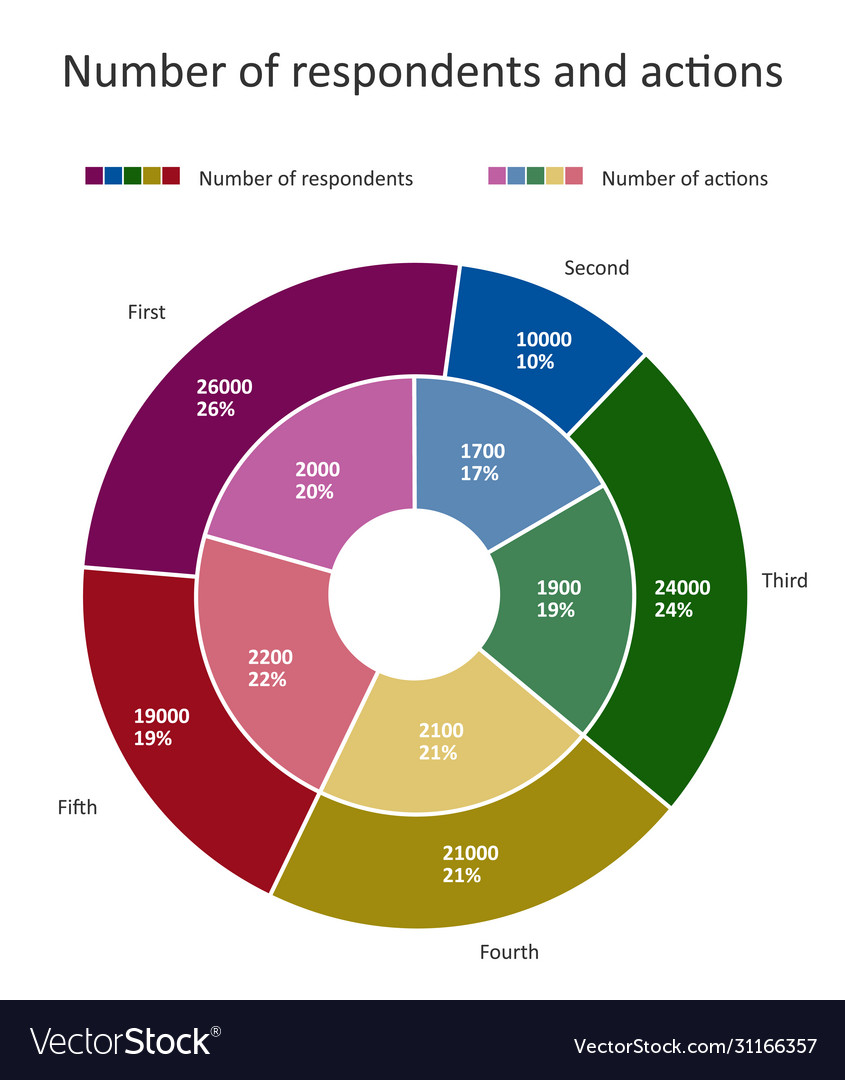 Number of respondents and actions
Number of respondents
Number of actions
Second
First
10000
10%
26000
26%
1700
17%
2000
20%
Third
1900
19%
24000
24%
2200
22%
19000
19%
2100
21%
Fifth
21000
21%
Fourth
VectorStock®
VectorStock.com/31166357